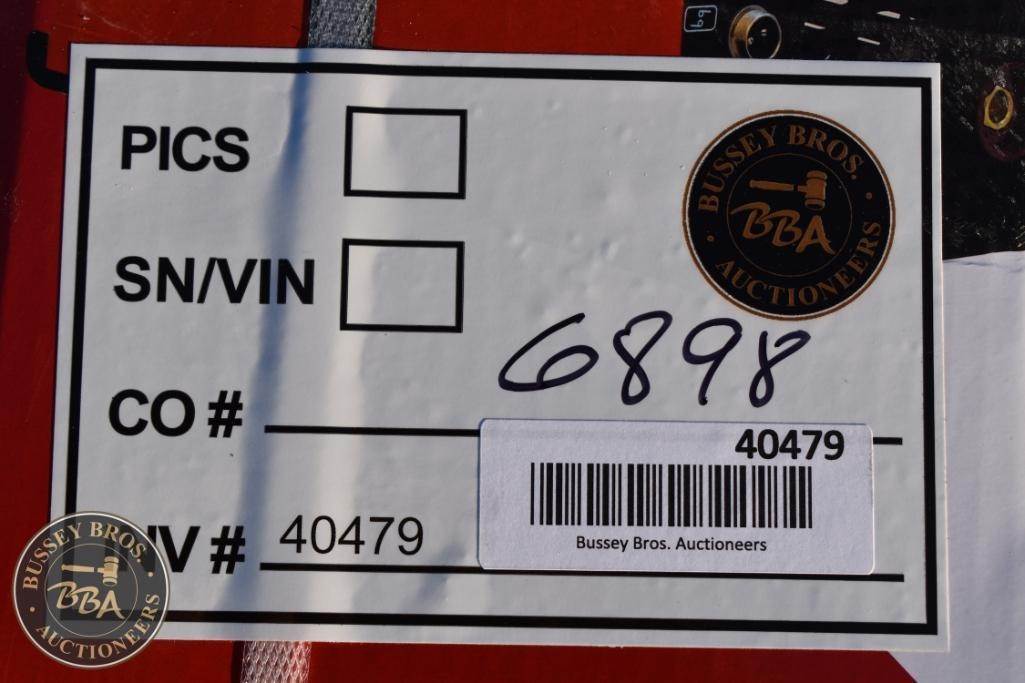 PICS
BUSSEY BROS.
BBA
AUCTIONEERS
SN/VIN
6898
CO #
40479
Bussey Bros. Auctioneers
INV # 40479
BUSSEY BROS.
BBA
AUCTIONEERS